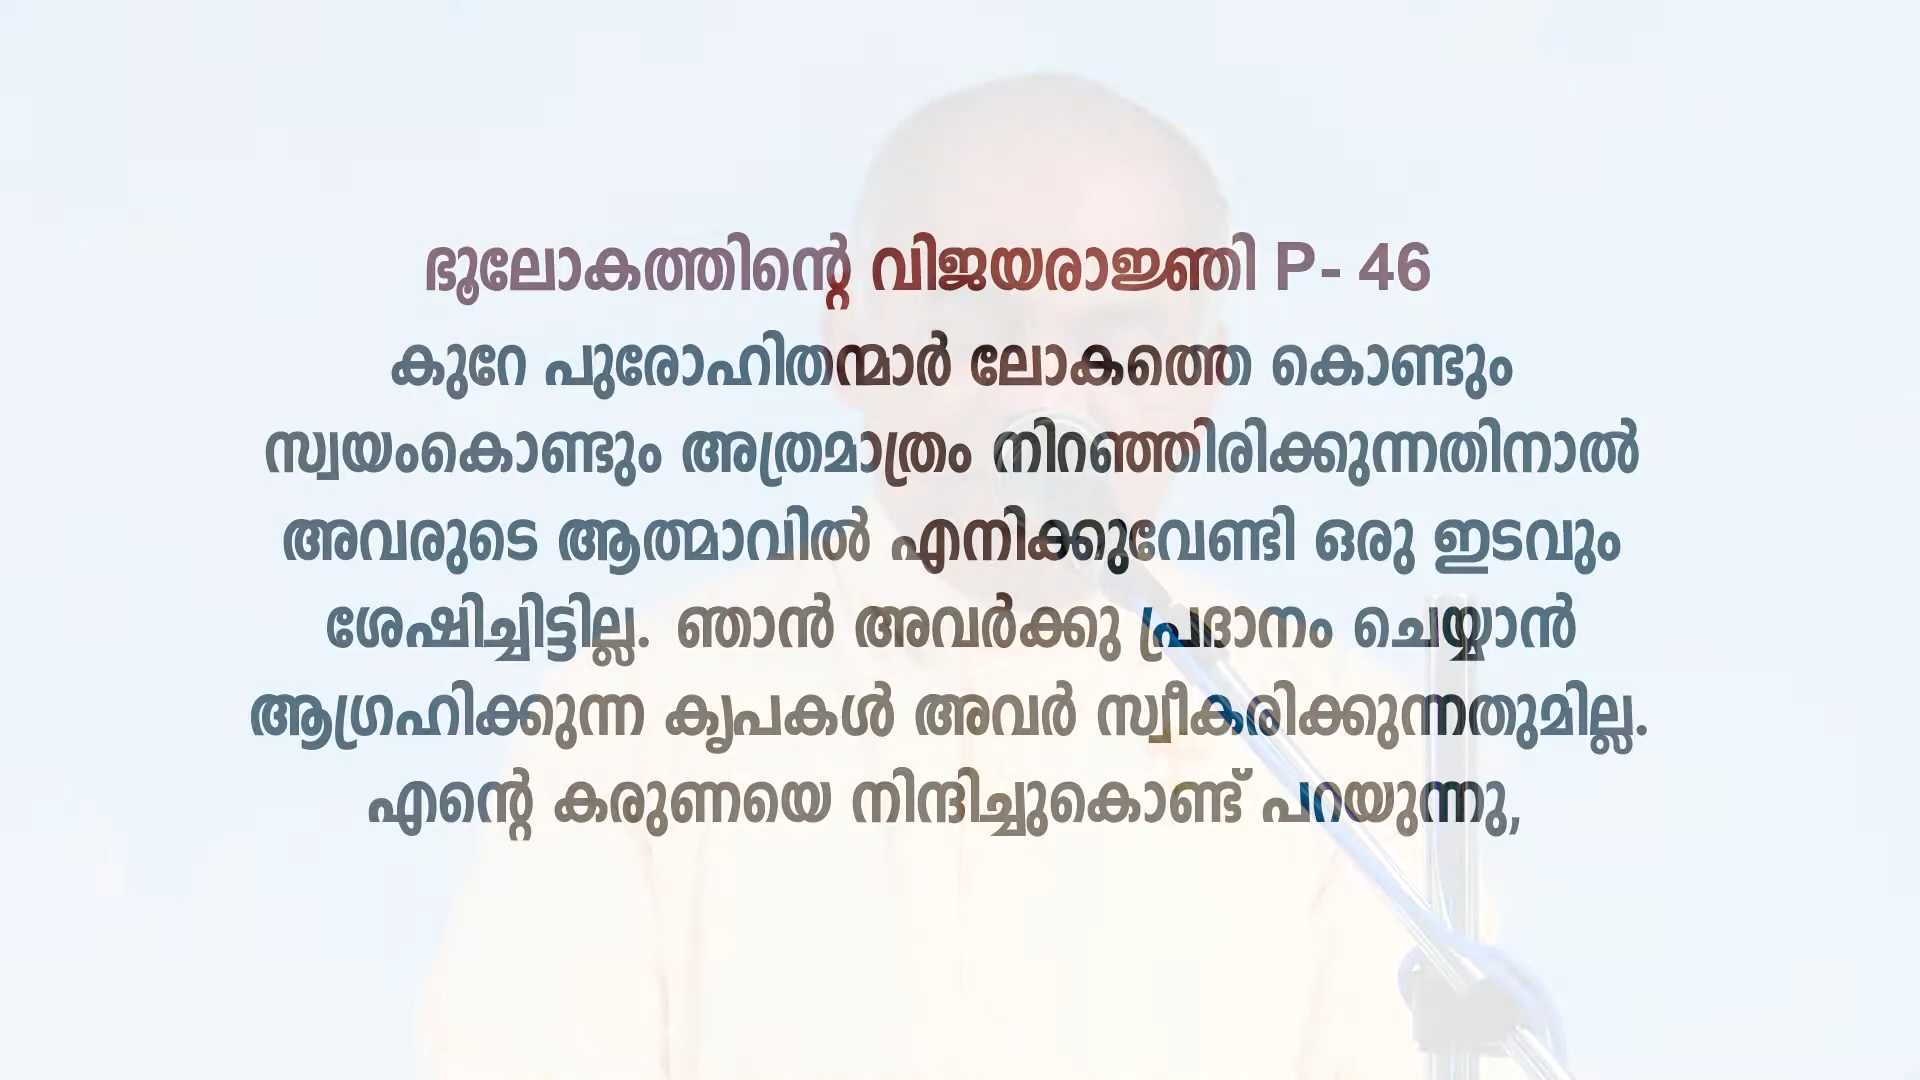 ഭൂലോകത്തിന്റെ വിജയരാജ്ഞി P- 46
കുറേ പുരോഹിതന്മാർ ലോകത്തെ കൊണ്ടും
സ്വയംകൊണ്ടും അത്രമാത്രം നിറഞ്ഞിരിക്കുന്നതിനാൽ
അവരുടെ ആത്മാവിൽ എനിക്കുവേണ്ടി ഒരു ഇടവും
ശേഷിച്ചിട്ടില്ല. ഞാൻ അവർക്കു പ്രദാനം ചെയ്യാൻ
ആഗ്രഹിക്കുന്ന കൃപകൾ അവർ സ്വീകരിക്കുന്നതുമില്ല.
എന്റെ കരുണയെ നിന്ദിച്ചുകൊണ്ട് പറയുന്നു,